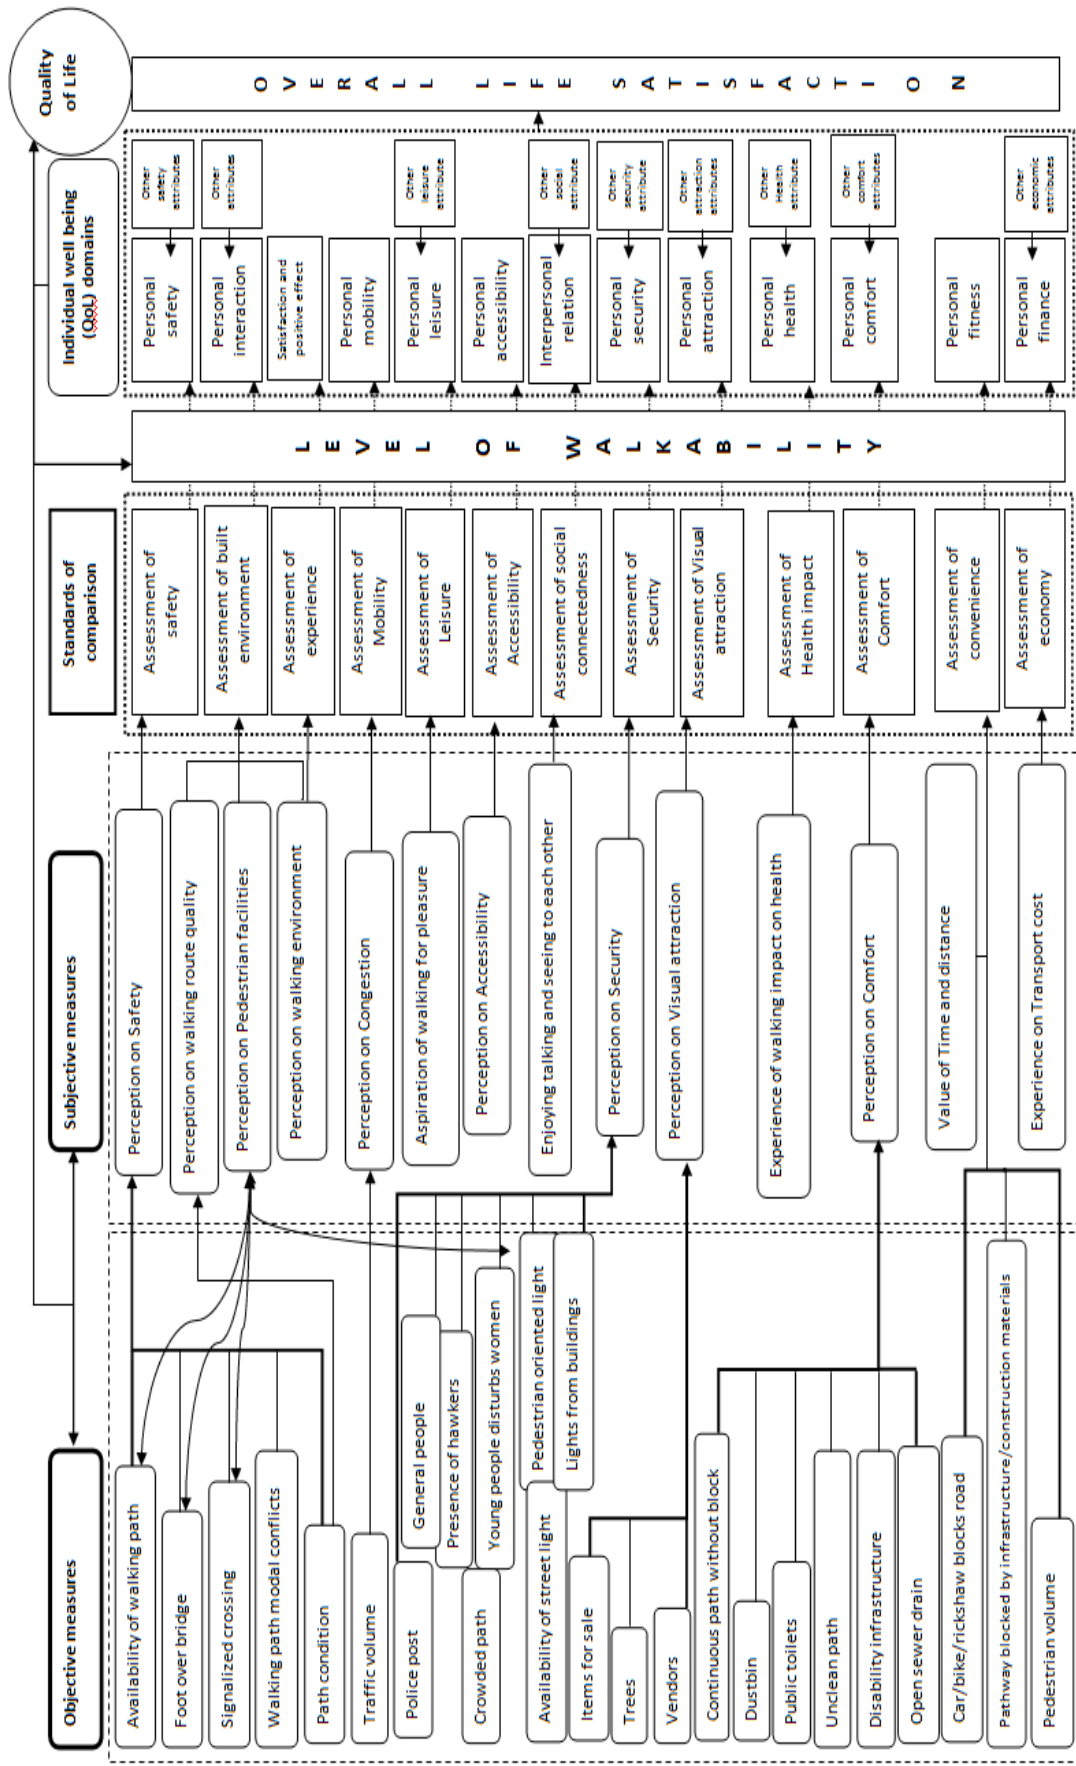 Objective measures
Subjective measures
Standards of
comparison
Individual well being
(QoL) domains
Quality
of Life
Availability of walking path
Foot over bridge
Signalized crossing
Walking path modal conflicts
Path condition
Traffic volume
Police post
General people
Presence of hawkers
Crowded path
Young people disturbs women
Availability of street light
Pedestrian oriented light
Lights from buildings
Items for sale
Trees
Vendors
Continuous path without block
Dustbin
Public toilets
Unclean path
Disability infrastructure
Open sewer drain
Car/bike/rickshaw blocks road
Pathway blocked by infrastructure/construction materials
Pedestrian volume
Perception on Safety
Perception on walking route quality
Perception on Pedestrian facilities
Perception on walking environment
Perception on Congestion
Aspiration of walking for pleasure
Perception on Accessibility
Enjoying talking and seeing to each other
Perception on Security
Perception on Visual attraction
Experience of walking impact on health
Perception on Comfort
Value of Time and distance
Experience on Transport cost
Assessment of
safety
Assessment of built
environment
Assessment of
experience
Assessment of
Mobility
Assessment of
Leisure
Assessment of
Accessibility
Assessment of social
connectedness
Assessment of
Security
Assessment of Visual
attraction
Assessment of
Health impact
Assessment of
Comfort
Assessment of
convenience
Assessment of
economy
LEVEL OF WALKABILITY
Personal
safety
Personal
interaction
Satisfaction and
positive effect
Personal
mobility
Personal
leisure
Personal
accessibility
Interpersonal
relation
Personal
security
Personal
attraction
Personal
health
Personal
comfort
Personal
fitness
Personal
finance
Other
safety
attributes
Other
attributes
Other
leisure
attribute
Other
social
attribute
Other
security
attribute
Other
attraction
attributes
Other
Health
attribute
Other
comfort
attributes
Other
economic
attributes
OVERALL LIFE SATISFACTION